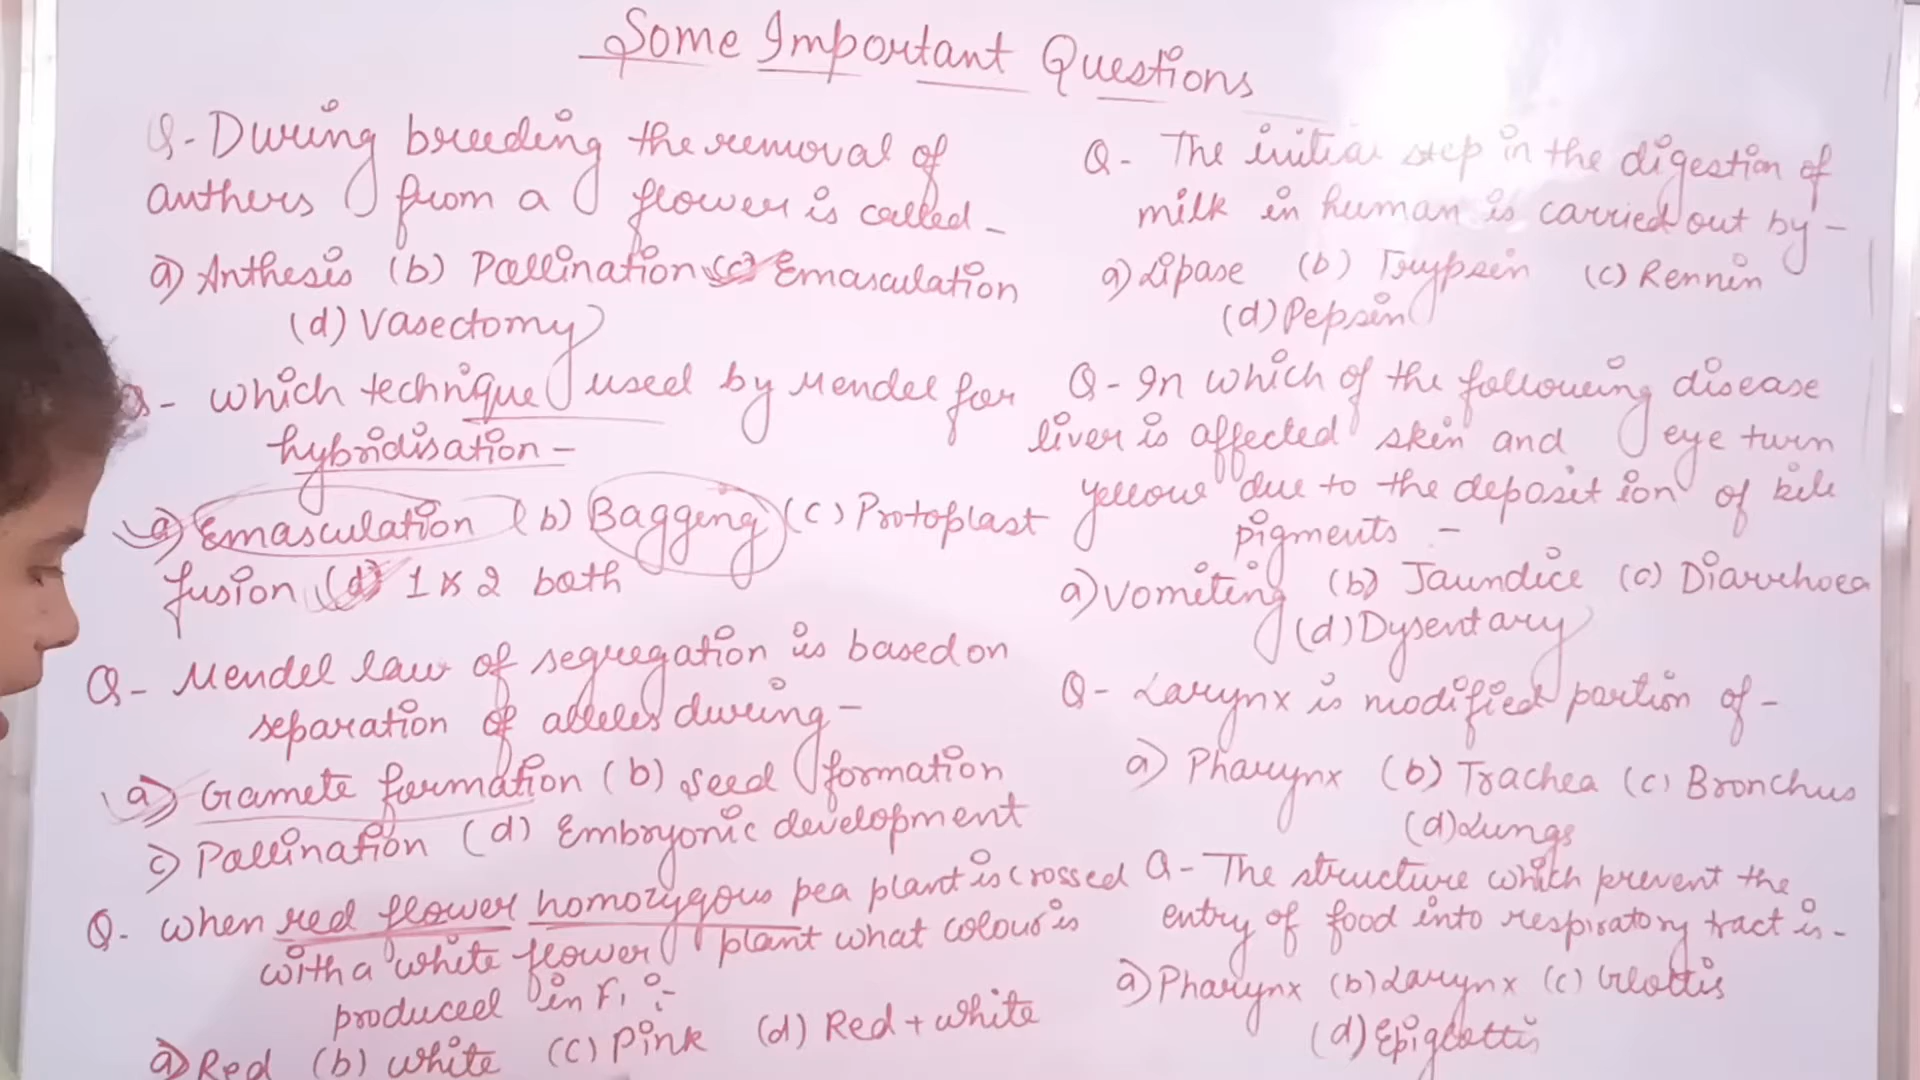 Some Important Questions
Q- During breeding the removal of
anthers from a flower is called -
a) Anthesis (b) Pollination (c) Emasculation
(d) Vasectomy
Q- which technique used by Mendel for
hybridisation -
a) Emasculation (b) Bagging (c) Protoplast
fusion (d) 1 & 2 both
Q- Mendel law of segregation is based on
separation of alleles during -
a) Gamete formation (b) seed formation
c) Pollination (d) Embryonic development
Q- when red flower homozygous pea plant is crossed
with a white flower plant what colour is
produced in F1 :-
a) Red (b) white (c) Pink (d) Red + white
Q- The initial step in the digestion of
milk in human is carried out by -
a) Lipase (b) Trypsin (c) Rennin
(d) Pepsin
Q- In which of the following disease
liver is affected skin and eye turn
yellow due to the deposit ion of bile
pigments -
a) Vomiting (b) Jaundice (c) Diarrhoea
(d) Dysentary
Q- Larynx is modified portion of -
a) Pharynx (b) Trachea (c) Bronchus
(d) Lungs
Q- The structure which prevent the
entry of food into respiratory tract is -
a) Pharynx (b) Larynx (c) Glottis
(d) Epiglottis